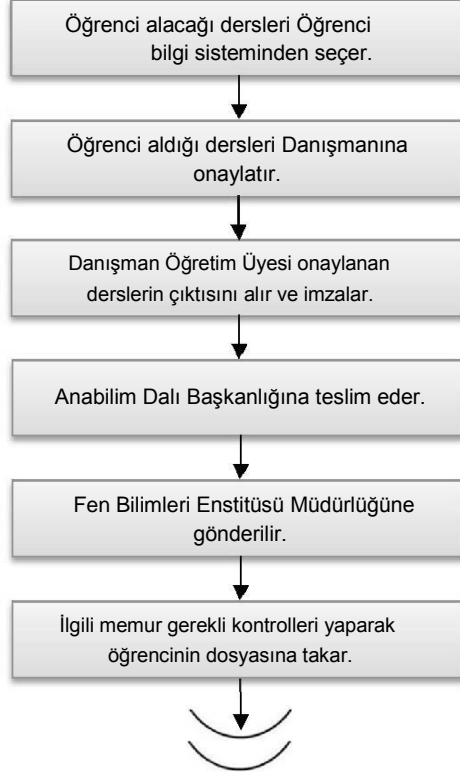 Öğrenci alacağı dersleri Öğrenci
bilgi sisteminden seçer.
Öğrenci aldığı dersleri Danışmanına
onaylatır.
Danışman Öğretim Üyesi onaylanan
derslerin çıktısını alır ve imzalar.
Anabilim Dalı Başkanlığına teslim eder.
Fen Bilimleri Enstitüsü Müdürlüğüne
gönderilir.
İlgili memur gerekli kontrolleri yaparak
öğrencinin dosyasına takar.